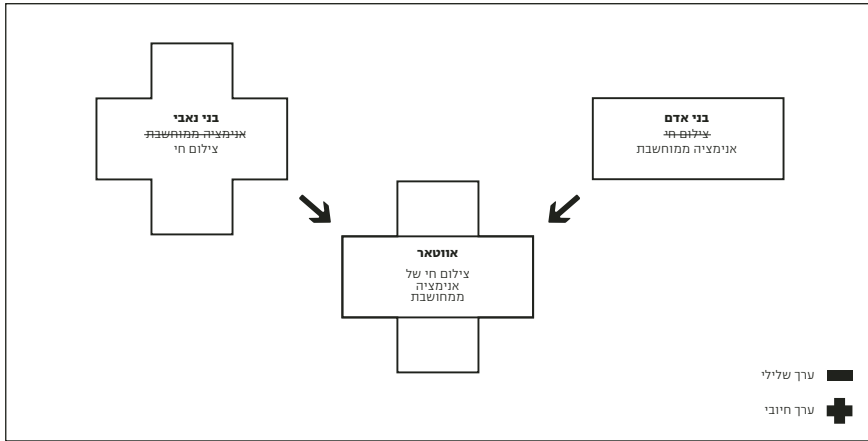 בני נאבי
אנימציה ממוחשבת
צילום חי
בני אדם
צילום חי
אנימציה ממוחשבת
אווטאר
צילום חי של
אנימציה
ממחושבת
ערך שלילי
ערך חיובי